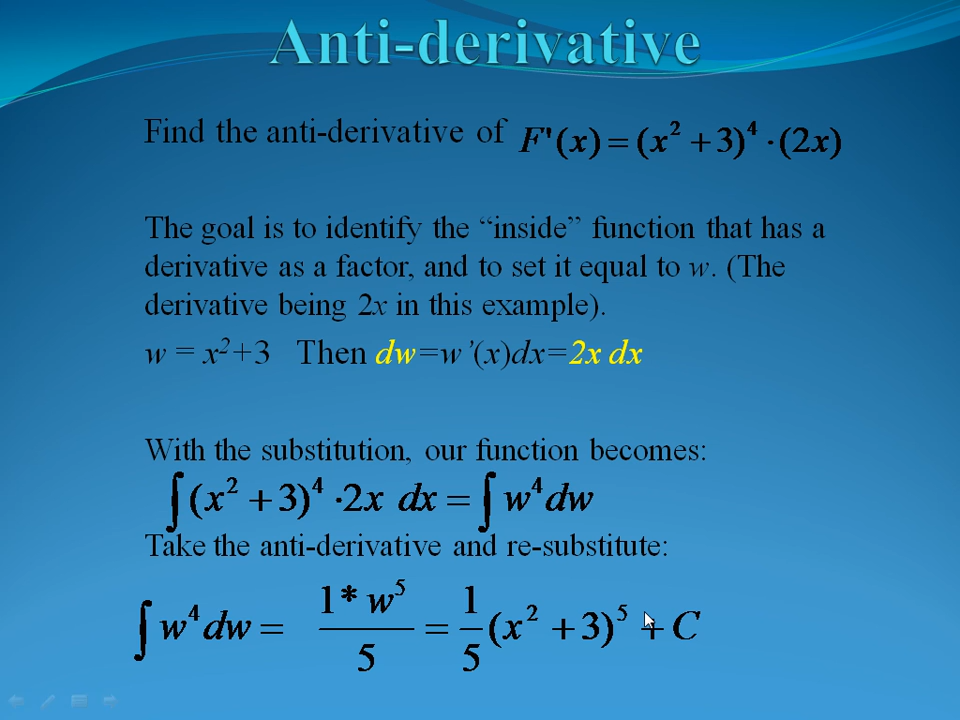 Anti-derivative
Find the anti-derivative of F'(x) = (x² + 3)⁴ · (2x)
The goal is to identify the “inside” function that has a
derivative as a factor, and to set it equal to w. (The
derivative being 2x in this example).
w = x²+3 Then dw=w’(x)dx=2x dx
With the substitution, our function becomes:
∫(x² + 3)⁴ · 2x dx = ∫ w⁴dw
Take the anti-derivative and re-substitute:
∫ w⁴dw = (1 * w⁵)/5 = 1/5 (x² + 3)⁵ + C